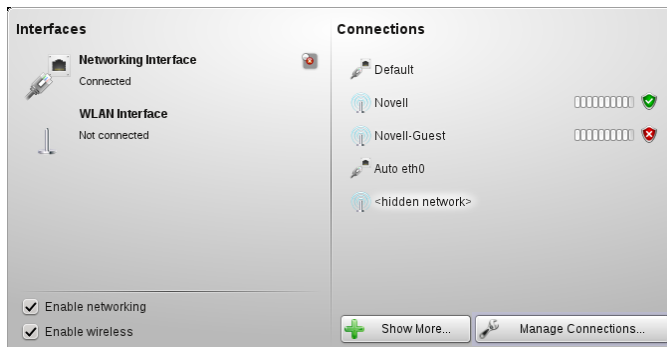 Interfaces
Networking Interface
Connected
WLAN Interface
Not connected
Enable networking
Enable wireless
Connections
Default
Novell
Novell-Guest
Auto eth0
<hidden network>
Show More...
Manage Connections...